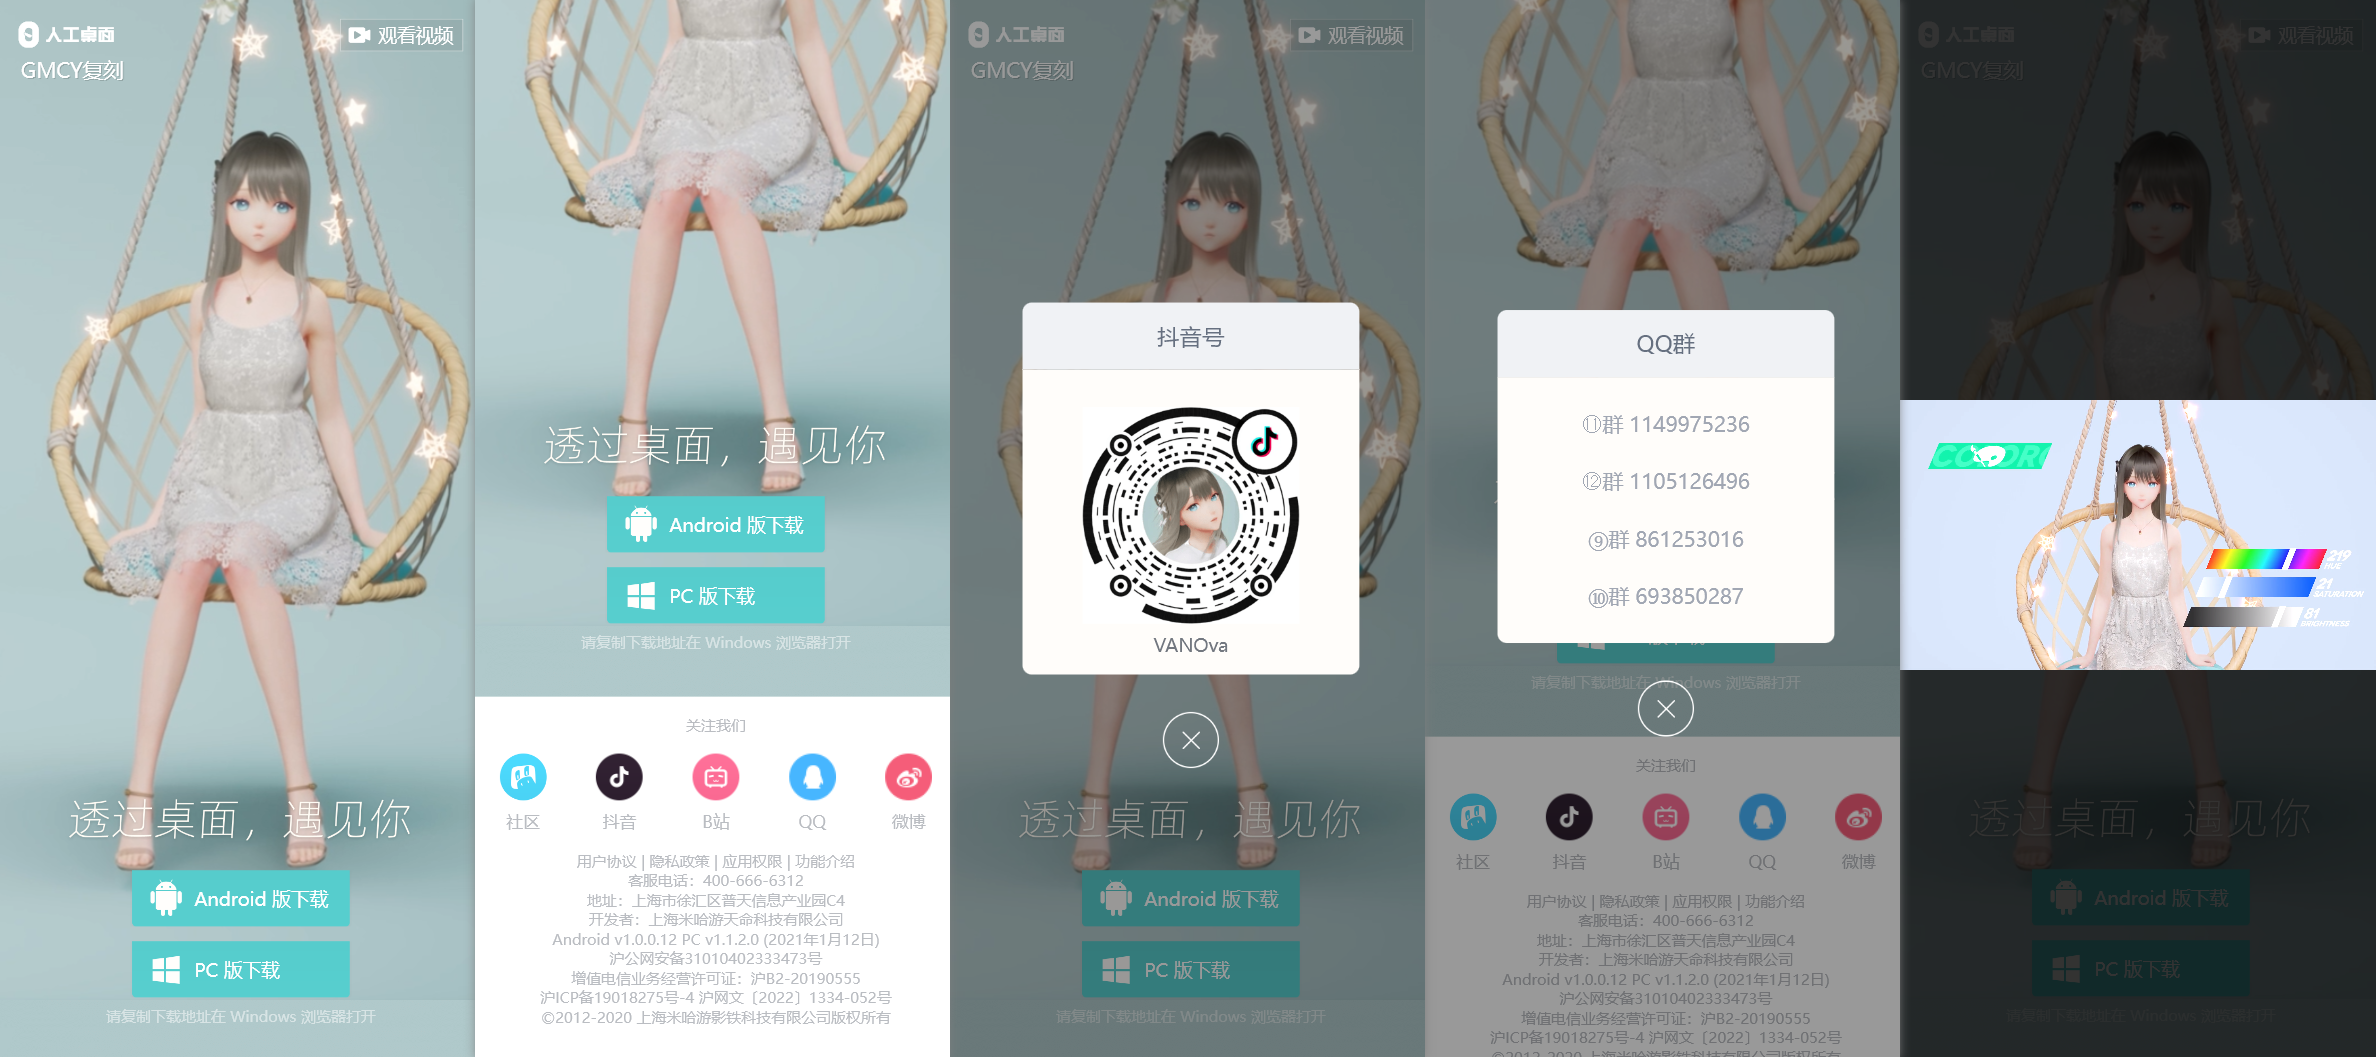 人工桌面
观看视频
GMCY复刻
透过桌面，遇见你
Android 版下载
PC 版下载
请复制下载地址在 Windows 浏览器打开
透过桌面，遇见你
Android 版下载
PC 版下载
请复制下载地址在 Windows 浏览器打开
关注我们
社区
抖音
B站
QQ
微博
用户协议 | 隐私政策 | 应用权限 | 功能介绍
客服电话：400-666-6312
地址：上海市徐汇区普天信息产业园C4
开发者：上海米哈游天命科技有限公司
Android v1.0.0.12 PC v1.1.2.0 (2021年1月12日)
沪公网安备31010402333473号
增值电信业务经营许可证：沪B2-20190555
沪ICP备19018275号-4 沪网文〔2022〕1334-052号
©2012-2020 上海米哈游影铁科技有限公司版权所有
人工桌面
观看视频
GMCY复刻
抖音号
VANOva
透过桌面，遇见你
Android 版下载
PC 版下载
请复制下载地址在 Windows 浏览器打开
QQ群
⑪群 1149975236
⑫群 1105126496
⑨群 861253016
⑩群 693850287
请复制下载地址在 Windows 浏览器打开
关注我们
社区
抖音
B站
QQ
微博
用户协议 | 隐私政策 | 应用权限 | 功能介绍
客服电话：400-666-6312
地址：上海市徐汇区普天信息产业园C4
开发者：上海米哈游天命科技有限公司
Android v1.0.0.12 PC v1.1.2.0 (2021年1月12日)
沪公网安备31010402333473号
增值电信业务经营许可证：沪B2-20190555
沪ICP备19018275号-4 沪网文〔2022〕1334-052号
©2012-2020 上海米哈游影铁科技有限公司版权所有
人工桌面
观看视频
GMCY复刻
219
HUE
21
SATURATION
81
BRIGHTNESS
透过桌面，遇见你
Android 版下载
PC 版下载
请复制下载地址在 Windows 浏览器打开